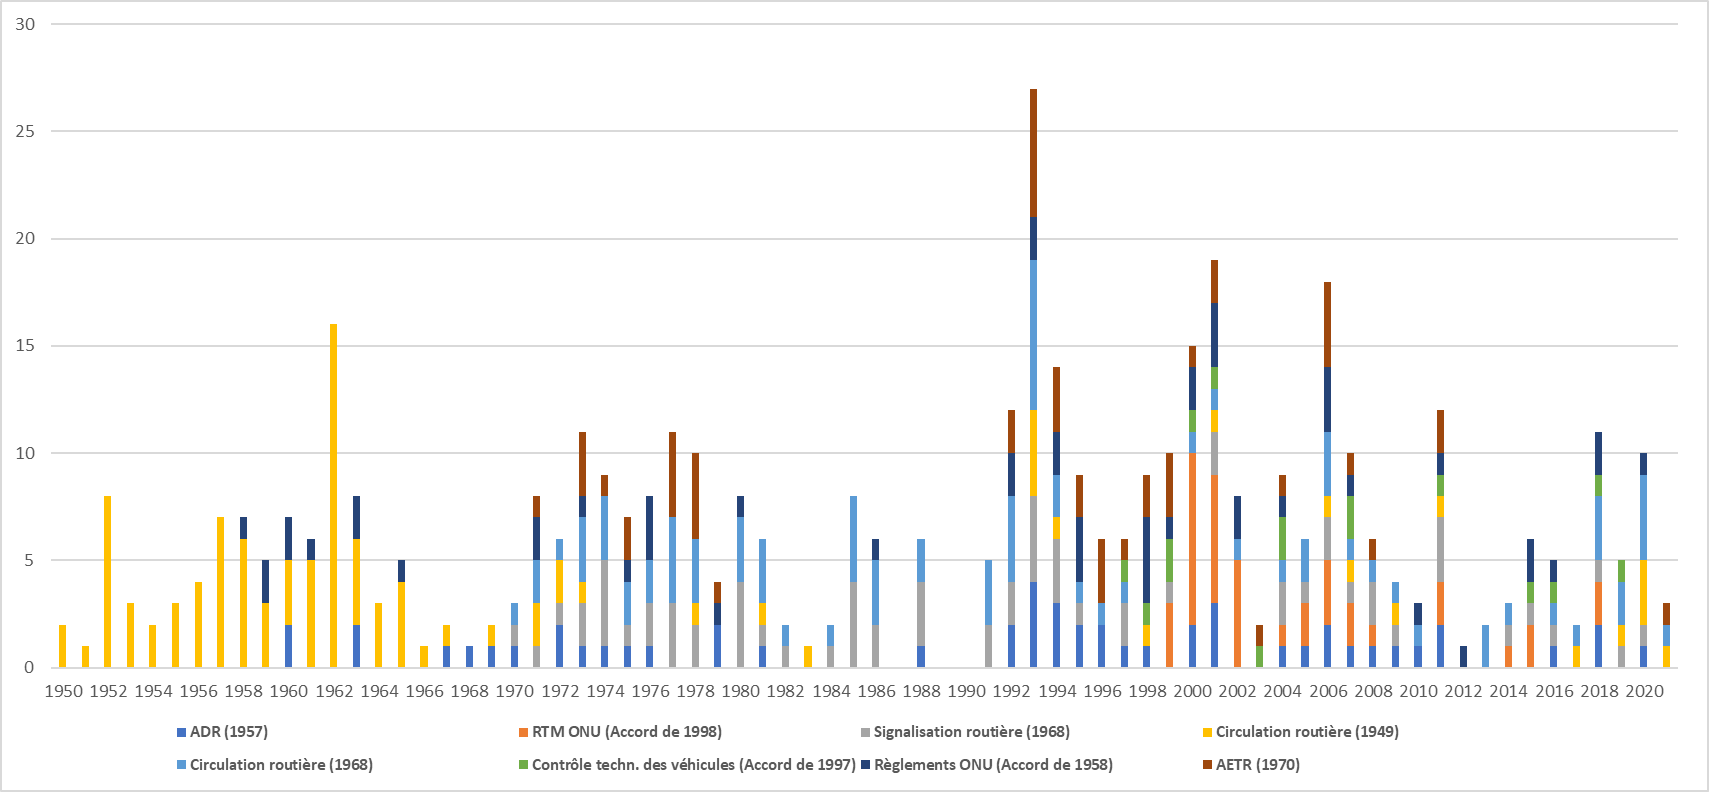 30
25
20
15
10
5
0
1950 1952 1954 1956 1958 1960 1962 1964 1966 1968 1970 1972 1974 1976 1978 1980 1982 1984 1986 1988 1990 1992 1994 1996 1998 2000 2002 2004 2006 2008 2010 2012 2014 2016 2018 2020
ADR (1957) RTM ONU (Accord de 1998) Signalisation routière (1968) Circulation routière (1949)
Circulation routière (1968) Contrôle techn. des véhicules (Accord de 1997) Règlements ONU (Accord de 1958) AETR (1970)